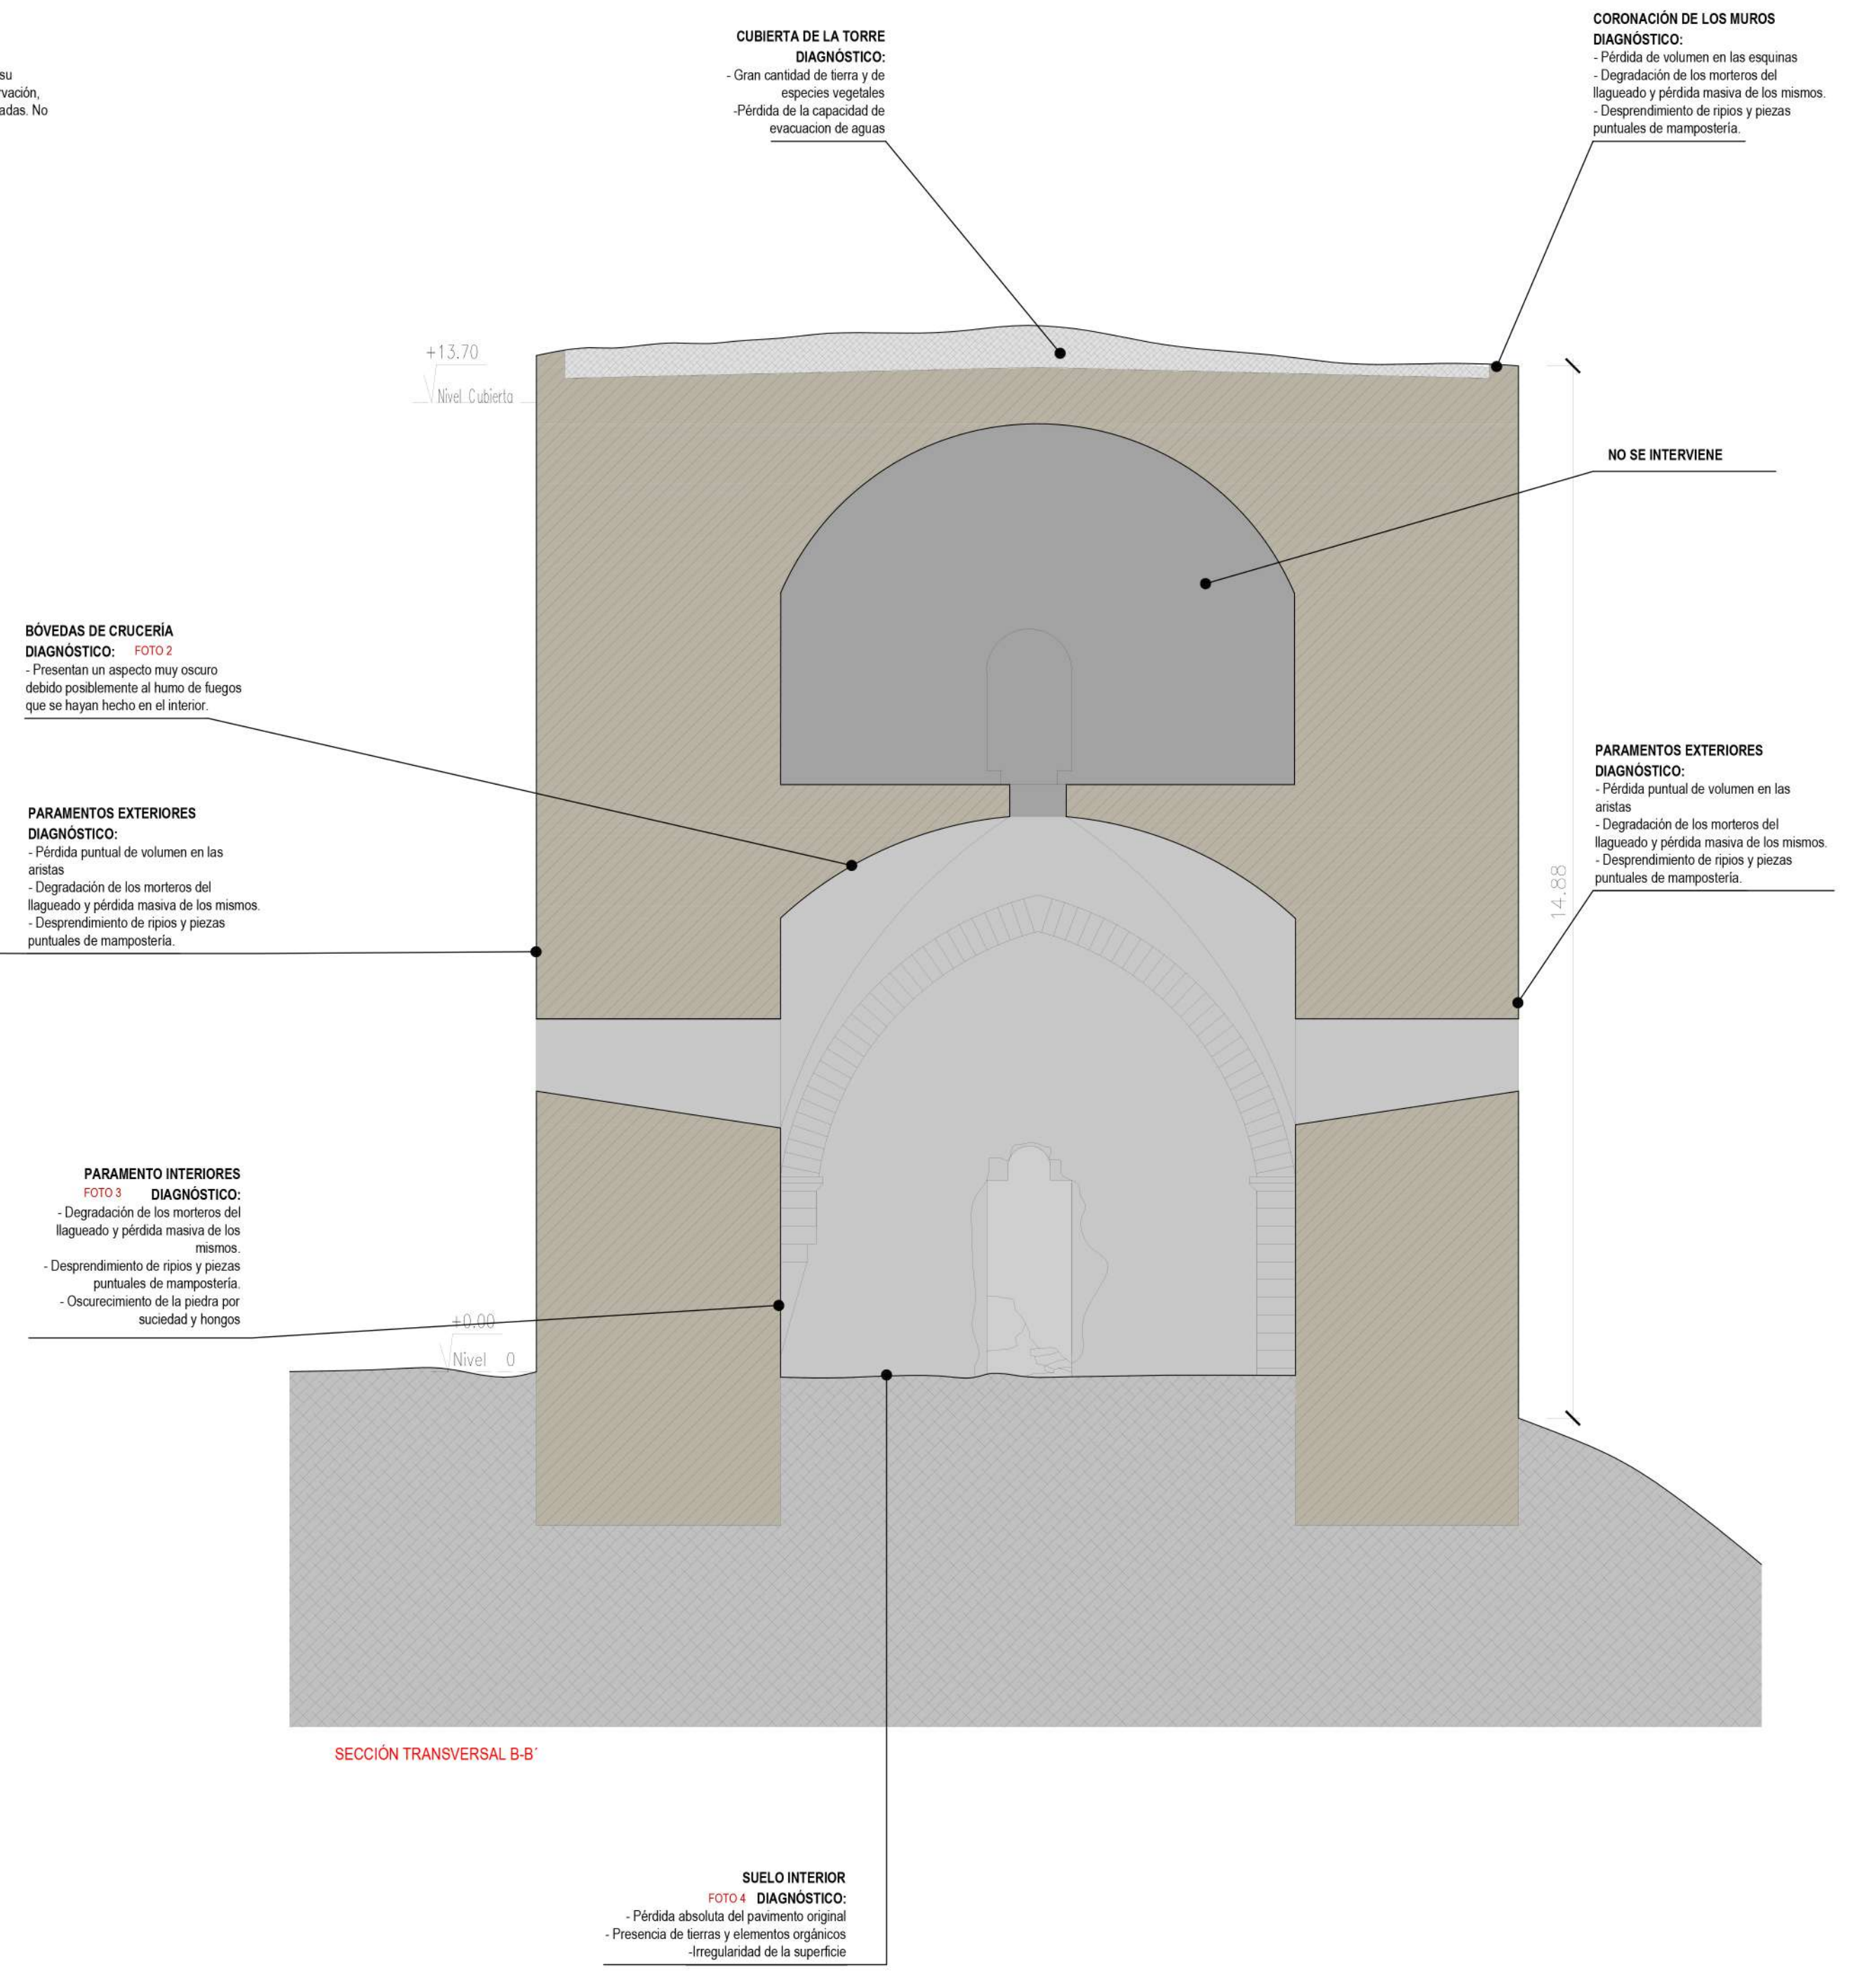 su
rvación,
adas. No
CUBIERTA DE LA TORRE
DIAGNÓSTICO:
- Gran cantidad de tierra y de
especies vegetales
-Pérdida de la capacidad de
evacuacion de aguas
CORONACIÓN DE LOS MUROS
DIAGNÓSTICO:
- Pérdida de volumen en las esquinas
- Degradación de los morteros del
llagueado y pérdida masiva de los mismos.
- Desprendimiento de ripios y piezas
puntuales de mampostería.
+13.70
Nivel Cubierta
NO SE INTERVIENE
BÓVEDAS DE CRUCERÍA
DIAGNÓSTICO: FOTO 2
- Presentan un aspecto muy oscuro
debido posiblemente al humo de fuegos
que se hayan hecho en el interior.
PARAMENTOS EXTERIORES
DIAGNÓSTICO:
- Pérdida puntual de volumen en las
aristas
- Degradación de los morteros del
llagueado y pérdida masiva de los mismos.
- Desprendimiento de ripios y piezas
puntuales de mampostería.
PARAMENTOS EXTERIORES
DIAGNÓSTICO:
- Pérdida puntual de volumen en las
aristas
- Degradación de los morteros del
llagueado y pérdida masiva de los mismos.
- Desprendimiento de ripios y piezas
puntuales de mampostería.
14.88
PARAMENTO INTERIORES
FOTO 3 DIAGNÓSTICO:
- Degradación de los morteros del
llagueado y pérdida masiva de los
mismos.
- Desprendimiento de ripios y piezas
puntuales de mampostería.
- Oscurecimiento de la piedra por
suciedad y hongos
+0.00
Nivel 0
SECCIÓN TRANSVERSAL B-B´
SUELO INTERIOR
FOTO 4 DIAGNÓSTICO:
- Pérdida absoluta del pavimento original
- Presencia de tierras y elementos orgánicos
-Irregularidad de la superficie